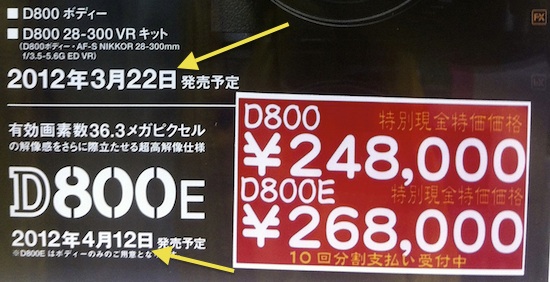 ■ D800 ボディー
■ D800 28-300 VR キット
(D800ボディー・AF-S NIKKOR 28-300mm
f/3.5-5.6G ED VR)
2012年3月22日 発売予定
有効画素数36.3メガピクセル
の解像感をさらに際立たせる超高解像仕様
D800E
2012年4月12日 発売予定
※D800E はボディーのみのご用意とな
FX
D800 特別現金特価価格
¥248,000
D800E 特別現金特価価格
¥268,000
10回分割支払い受付中